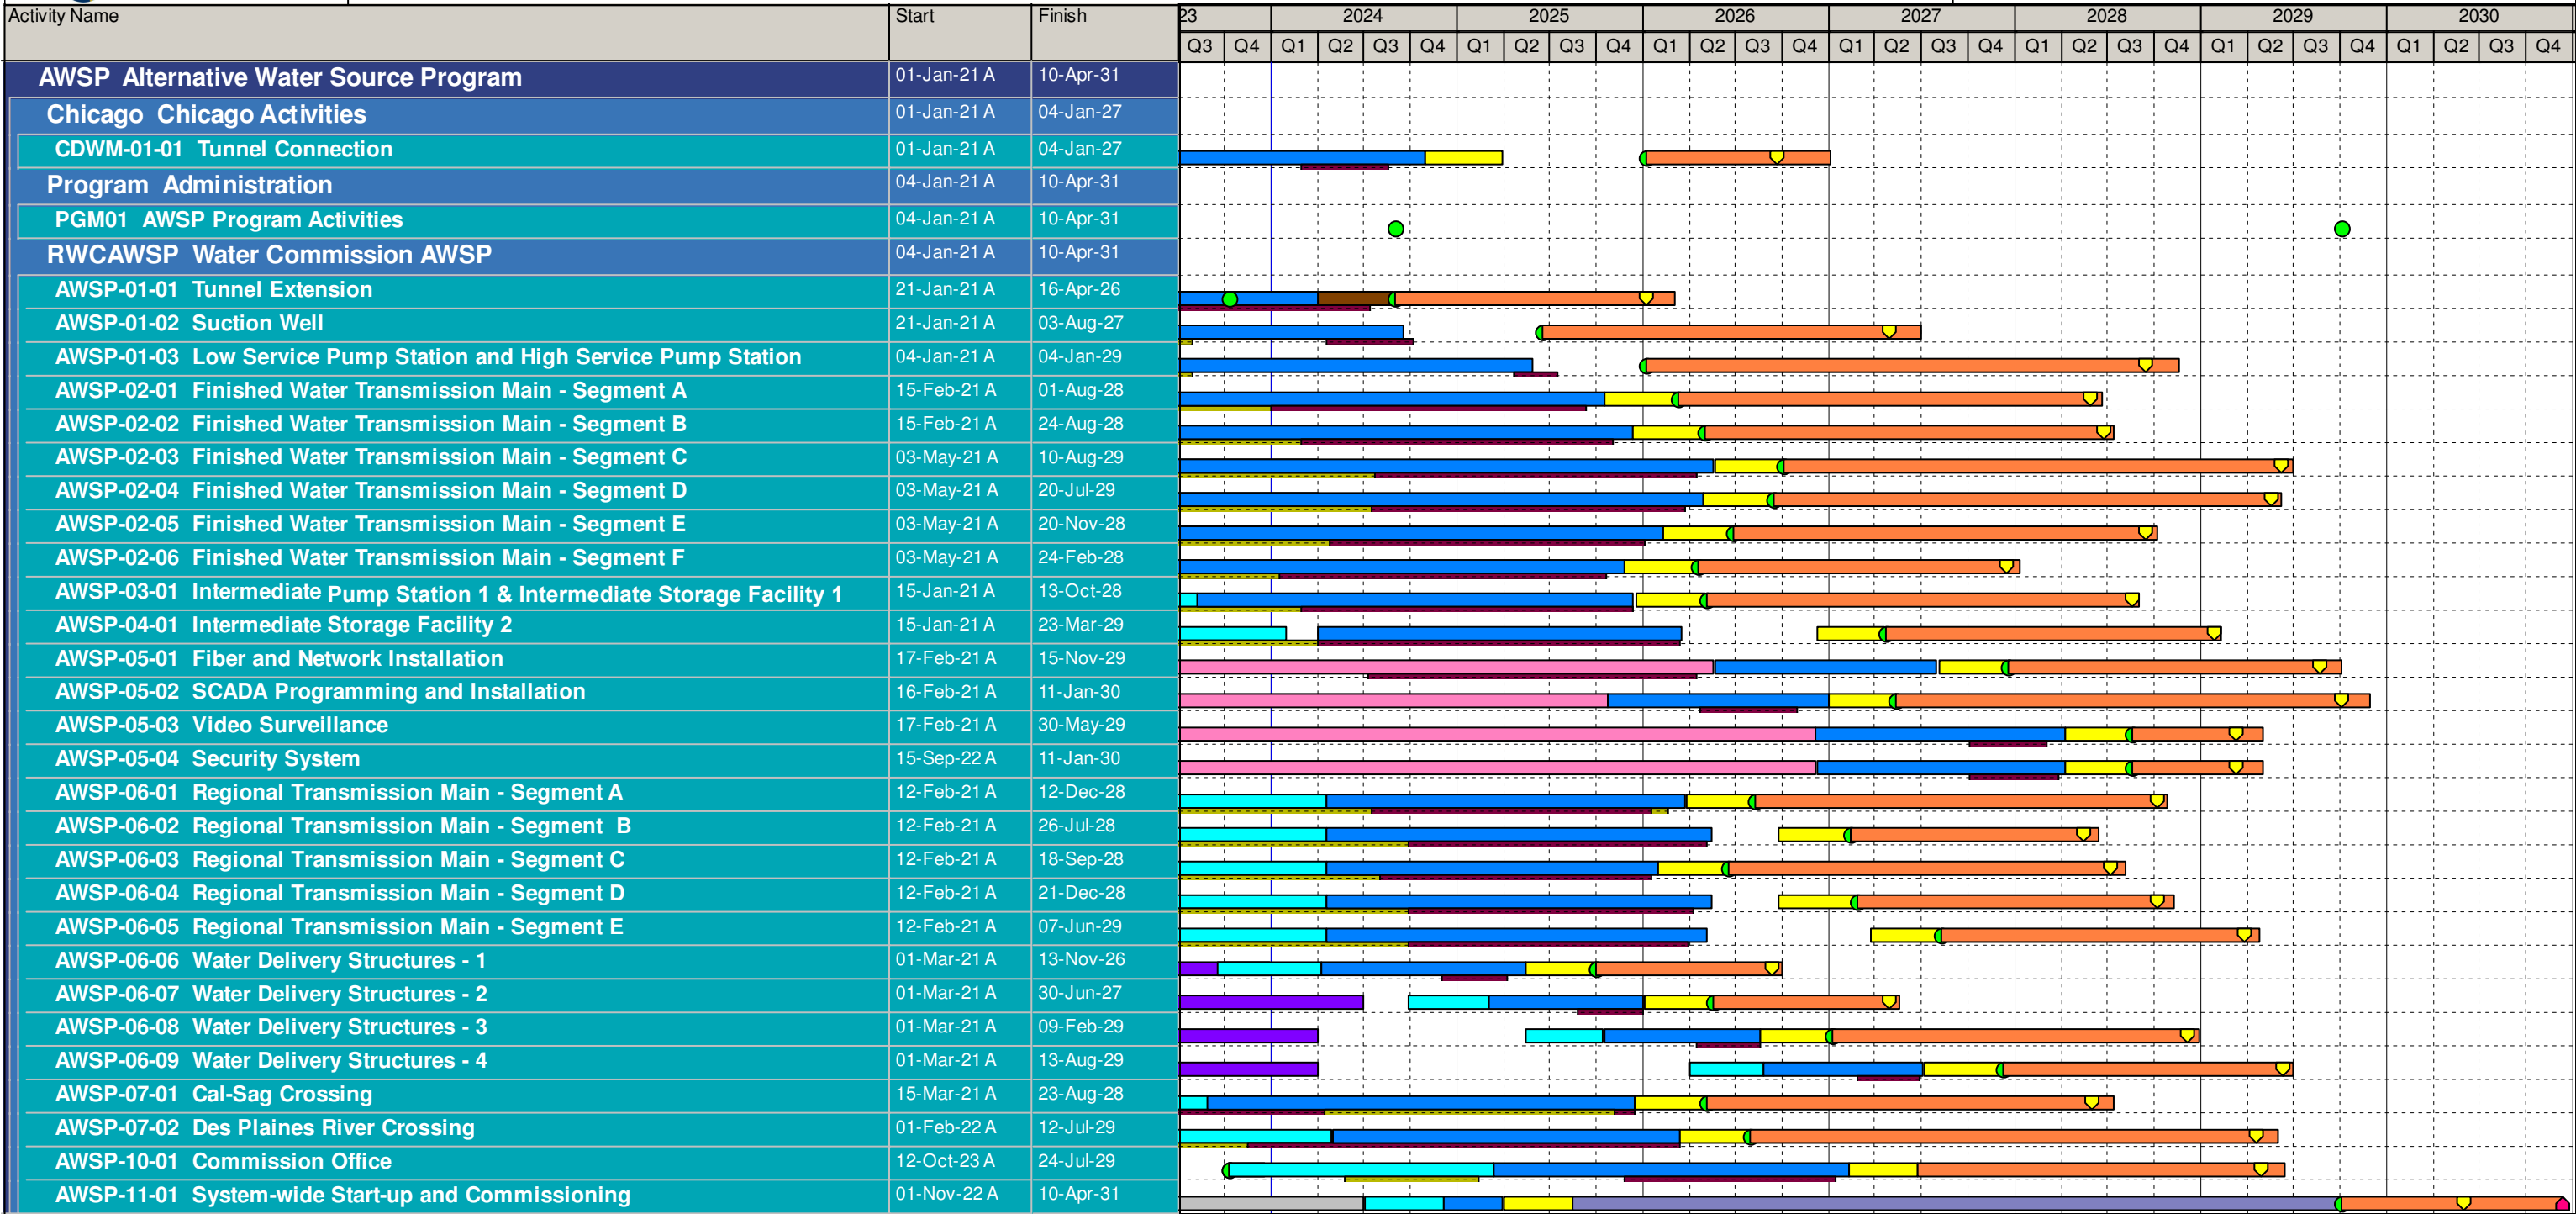 Activity Name Start Finish 23 2024 2025 2026 2027 2028 2029 2030
Q3 Q4 Q1 Q2 Q3 Q4 Q1 Q2 Q3 Q4 Q1 Q2 Q3 Q4 Q1 Q2 Q3 Q4 Q1 Q2 Q3 Q4 Q1 Q2 Q3 Q4 Q1 Q2 Q3 Q4
AWSP Alternative Water Source Program 01-Jan-21 A 10-Apr-31
Chicago Chicago Activities 01-Jan-21 A 04-Jan-27
CDWM-01-01 Tunnel Connection 01-Jan-21 A 04-Jan-27
Program Administration 04-Jan-21 A 10-Apr-31
PGM01 AWSP Program Activities 04-Jan-21 A 10-Apr-31
RWCAWSP Water Commission AWSP 04-Jan-21 A 10-Apr-31
AWSP-01-01 Tunnel Extension 21-Jan-21 A 16-Apr-26
AWSP-01-02 Suction Well 21-Jan-21 A 03-Aug-27
AWSP-01-03 Low Service Pump Station and High Service Pump Station 04-Jan-21 A 04-Jan-29
AWSP-02-01 Finished Water Transmission Main - Segment A 15-Feb-21 A 01-Aug-28
AWSP-02-02 Finished Water Transmission Main - Segment B 15-Feb-21 A 24-Aug-28
AWSP-02-03 Finished Water Transmission Main - Segment C 03-May-21 A 10-Aug-29
AWSP-02-04 Finished Water Transmission Main - Segment D 03-May-21 A 20-Jul-29
AWSP-02-05 Finished Water Transmission Main - Segment E 03-May-21 A 20-Nov-28
AWSP-02-06 Finished Water Transmission Main - Segment F 03-May-21 A 24-Feb-28
AWSP-03-01 Intermediate Pump Station 1 & Intermediate Storage Facility 1 15-Jan-21 A 13-Oct-28
AWSP-04-01 Intermediate Storage Facility 2 15-Jan-21 A 23-Mar-29
AWSP-05-01 Fiber and Network Installation 17-Feb-21 A 15-Nov-29
AWSP-05-02 SCADA Programming and Installation 16-Feb-21 A 11-Jan-30
AWSP-05-03 Video Surveillance 17-Feb-21 A 30-May-29
AWSP-05-04 Security System 15-Sep-22 A 11-Jan-30
AWSP-06-01 Regional Transmission Main - Segment A 12-Feb-21 A 12-Dec-28
AWSP-06-02 Regional Transmission Main - Segment B 12-Feb-21 A 26-Jul-28
AWSP-06-03 Regional Transmission Main - Segment C 12-Feb-21 A 18-Sep-28
AWSP-06-04 Regional Transmission Main - Segment D 12-Feb-21 A 21-Dec-28
AWSP-06-05 Regional Transmission Main - Segment E 12-Feb-21 A 07-Jun-29
AWSP-06-06 Water Delivery Structures - 1 01-Mar-21 A 13-Nov-26
AWSP-06-07 Water Delivery Structures - 2 01-Mar-21 A 30-Jun-27
AWSP-06-08 Water Delivery Structures - 3 01-Mar-21 A 09-Feb-29
AWSP-06-09 Water Delivery Structures - 4 01-Mar-21 A 13-Aug-29
AWSP-07-01 Cal-Sag Crossing 15-Mar-21 A 23-Aug-28
AWSP-07-02 Des Plaines River Crossing 01-Feb-22 A 12-Jul-29
AWSP-10-01 Commission Office 12-Oct-23 A 24-Jul-29
AWSP-11-01 System-wide Start-up and Commissioning 01-Nov-22 A 10-Apr-31